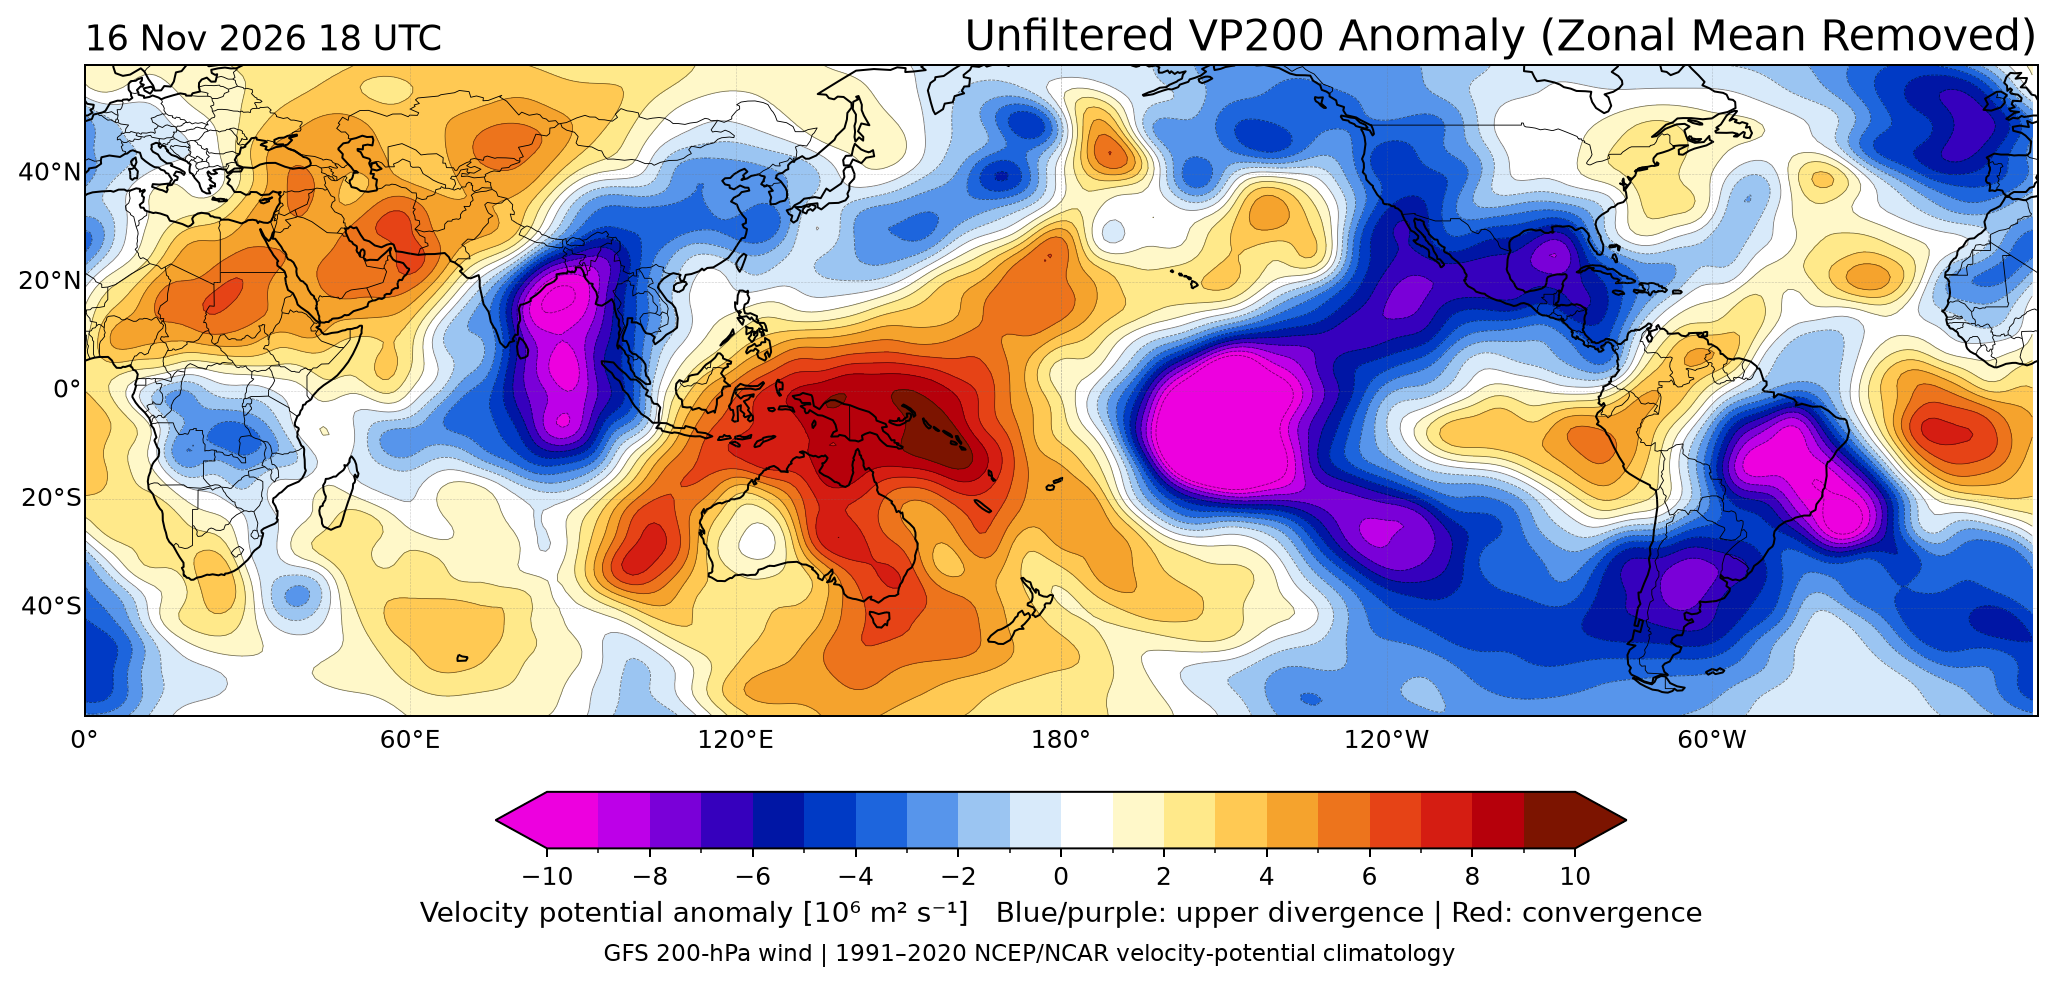 16 Nov 2026 18 UTC
Unfiltered VP200 Anomaly (Zonal Mean Removed)
40°N
20°N
0°
20°S
40°S
0° 60°E 120°E 180° 120°W 60°W
−10 −8 −6 −4 −2 0 2 4 6 8 10
Velocity potential anomaly [10⁶ m² s⁻¹] Blue/purple: upper divergence | Red: convergence
GFS 200-hPa wind | 1991–2020 NCEP/NCAR velocity-potential climatology